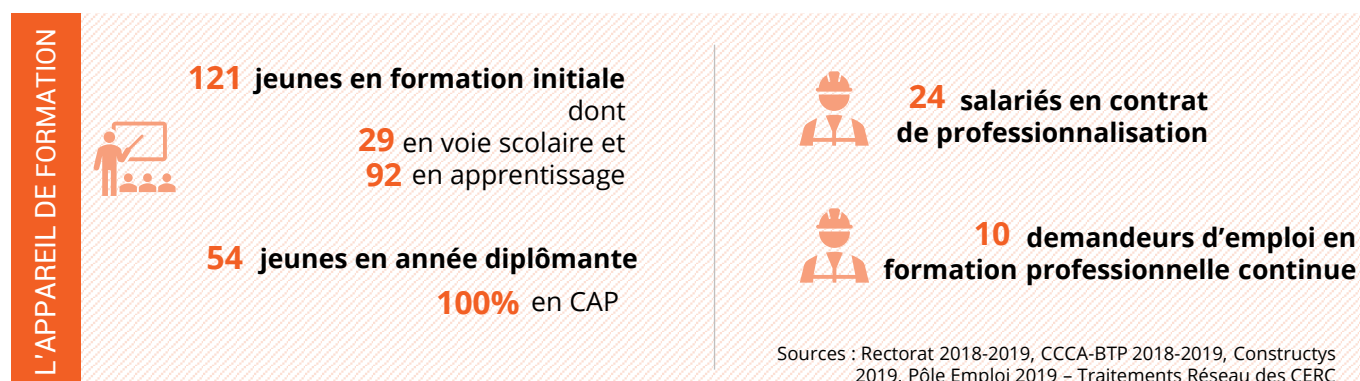 L'APPAREIL DE FORMATION
121 jeunes en formation initiale
dont
29 en voie scolaire et
92 en apprentissage
54 jeunes en année diplômante
100% en CAP
24 salariés en contrat
de professionnalisation
10 demandeurs d’emploi en
formation professionnelle continue
Sources : Rectorat 2018-2019, CCCA-BTP 2018-2019, Constructys
2019, Pôle Emploi 2019 – Traitements Réseau des CERC